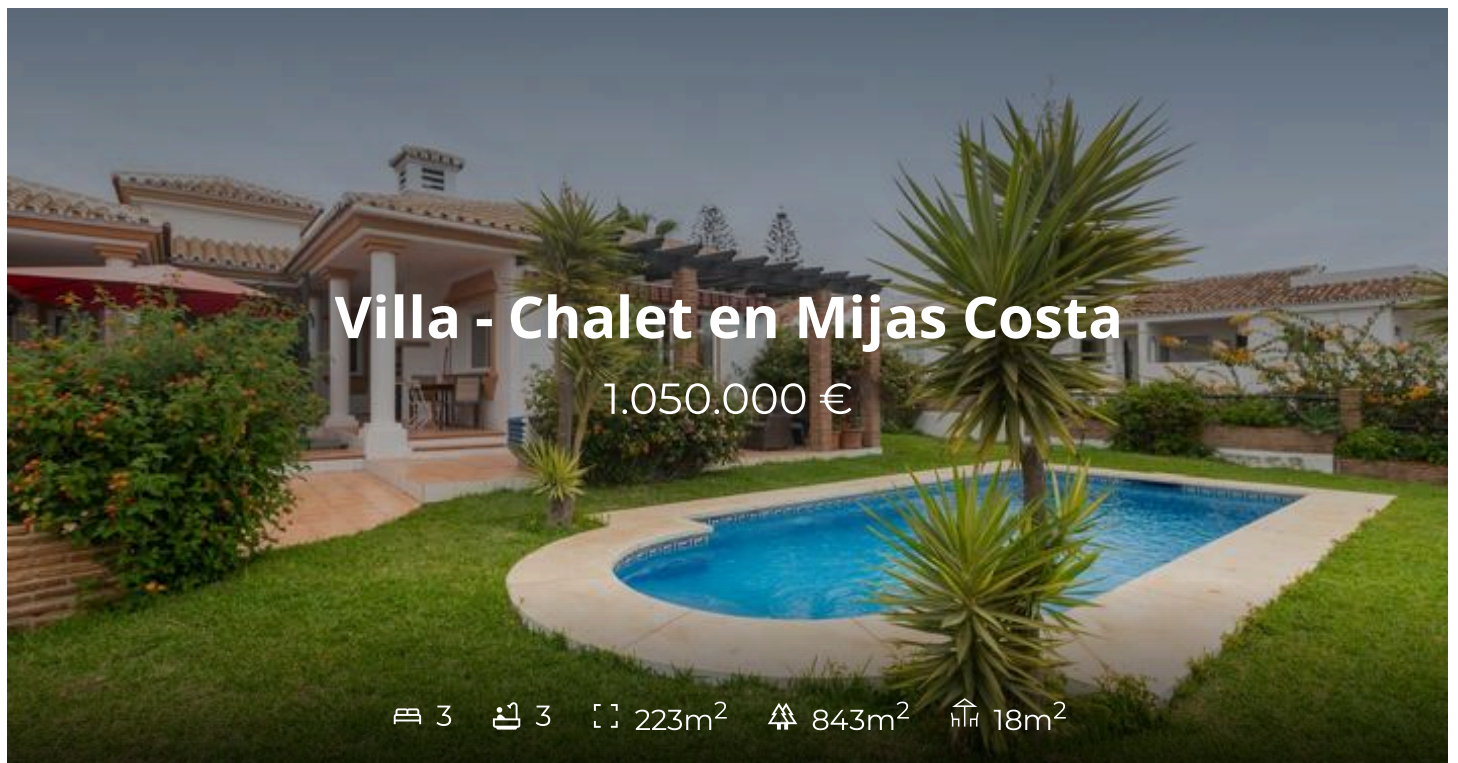 Villa - Chalet en Mijas Costa
1.050.000 €
3 3 223m² 843m² 18m²